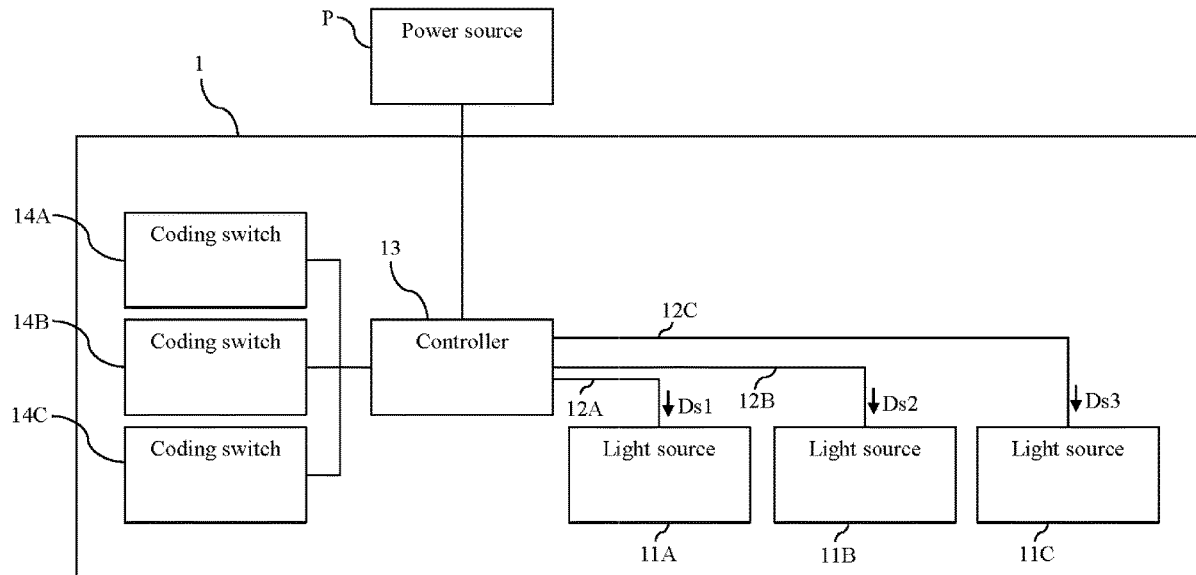 P
Power source
1
14A
Coding switch
13
14B
Coding switch
Controller
12C
14C
Coding switch
12A
Ds1
12B
Ds2
Ds3
Light source
Light source
Light source
11A
11B
11C